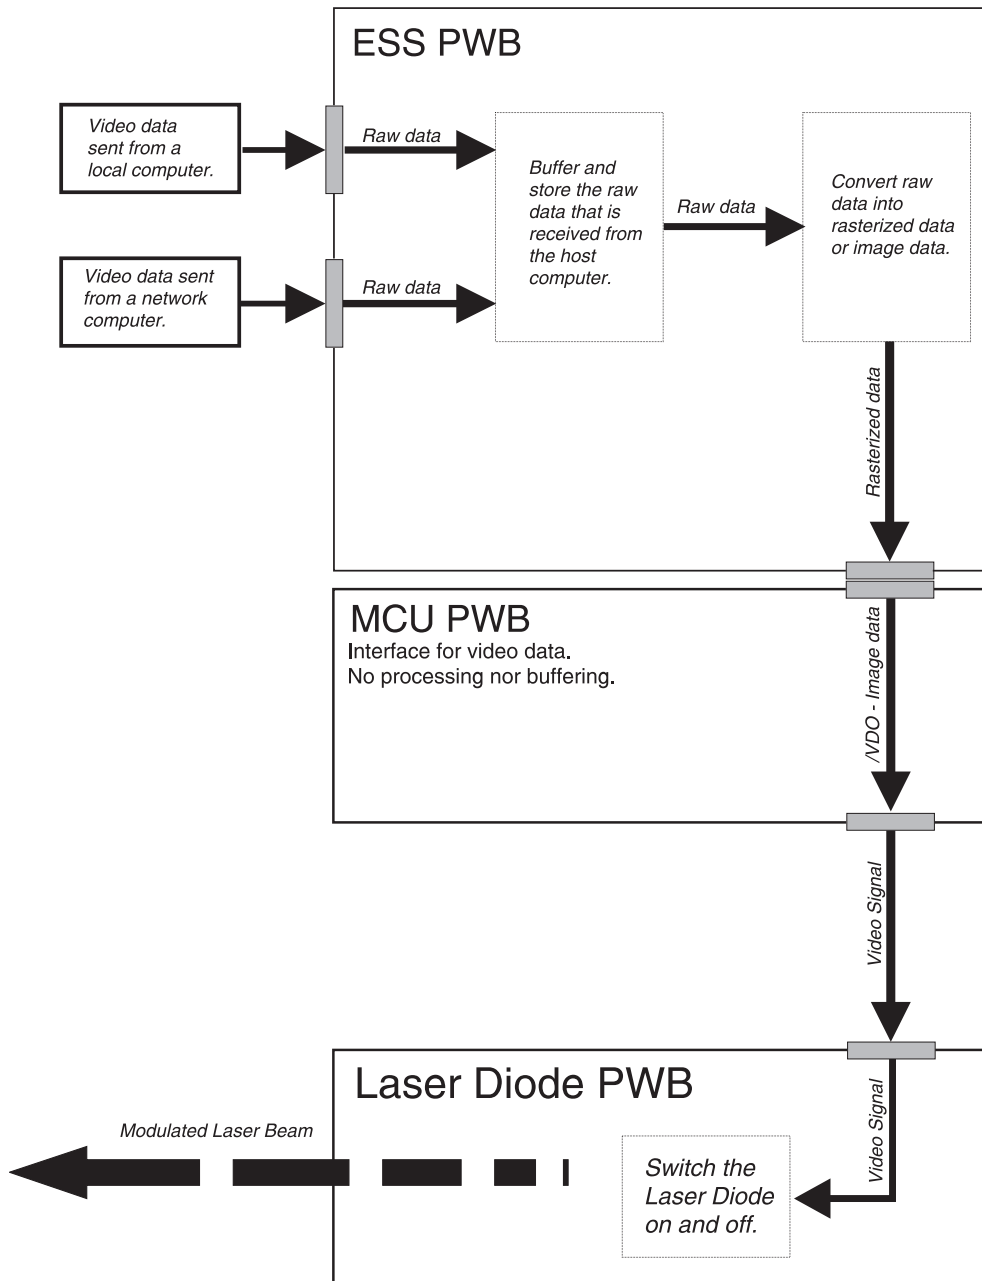 ESS PWB
Video data
sent from a
local computer.
Raw data
Buffer and
store the raw
data that is
received from
the host
computer.
Raw data
Convert raw
data into
rasterized data
or image data.
Video data sent
from a network
computer.
Raw data
Rasterized data
MCU PWB
Interface for video data.
No processing nor buffering.
/VDO - Image data
Video Signal
Laser Diode PWB
Video Signal
Modulated Laser Beam
Switch the
Laser Diode
on and off.